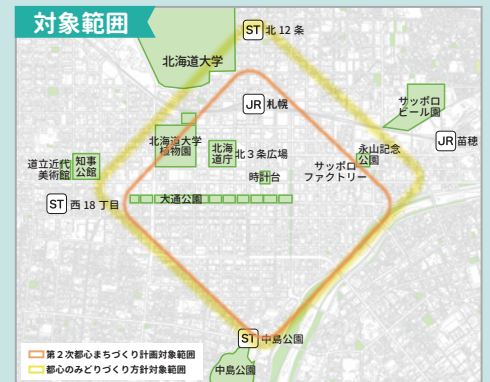 対象範囲
ST 北12条
北海道大学
JR 札幌
サッポロ
ビール園
JR 苗穂
北海道大学
植物園
北海
道庁
北3条広場
永山記念
公園
サッポロ
ファクトリー
道立近代
美術館
知事
公館
時計台
ST 西18丁目
大通公園
ST 中島公園
中島公園
第2次都心まちづくり計画対象範囲
都心のみどりづくり方針対象範囲